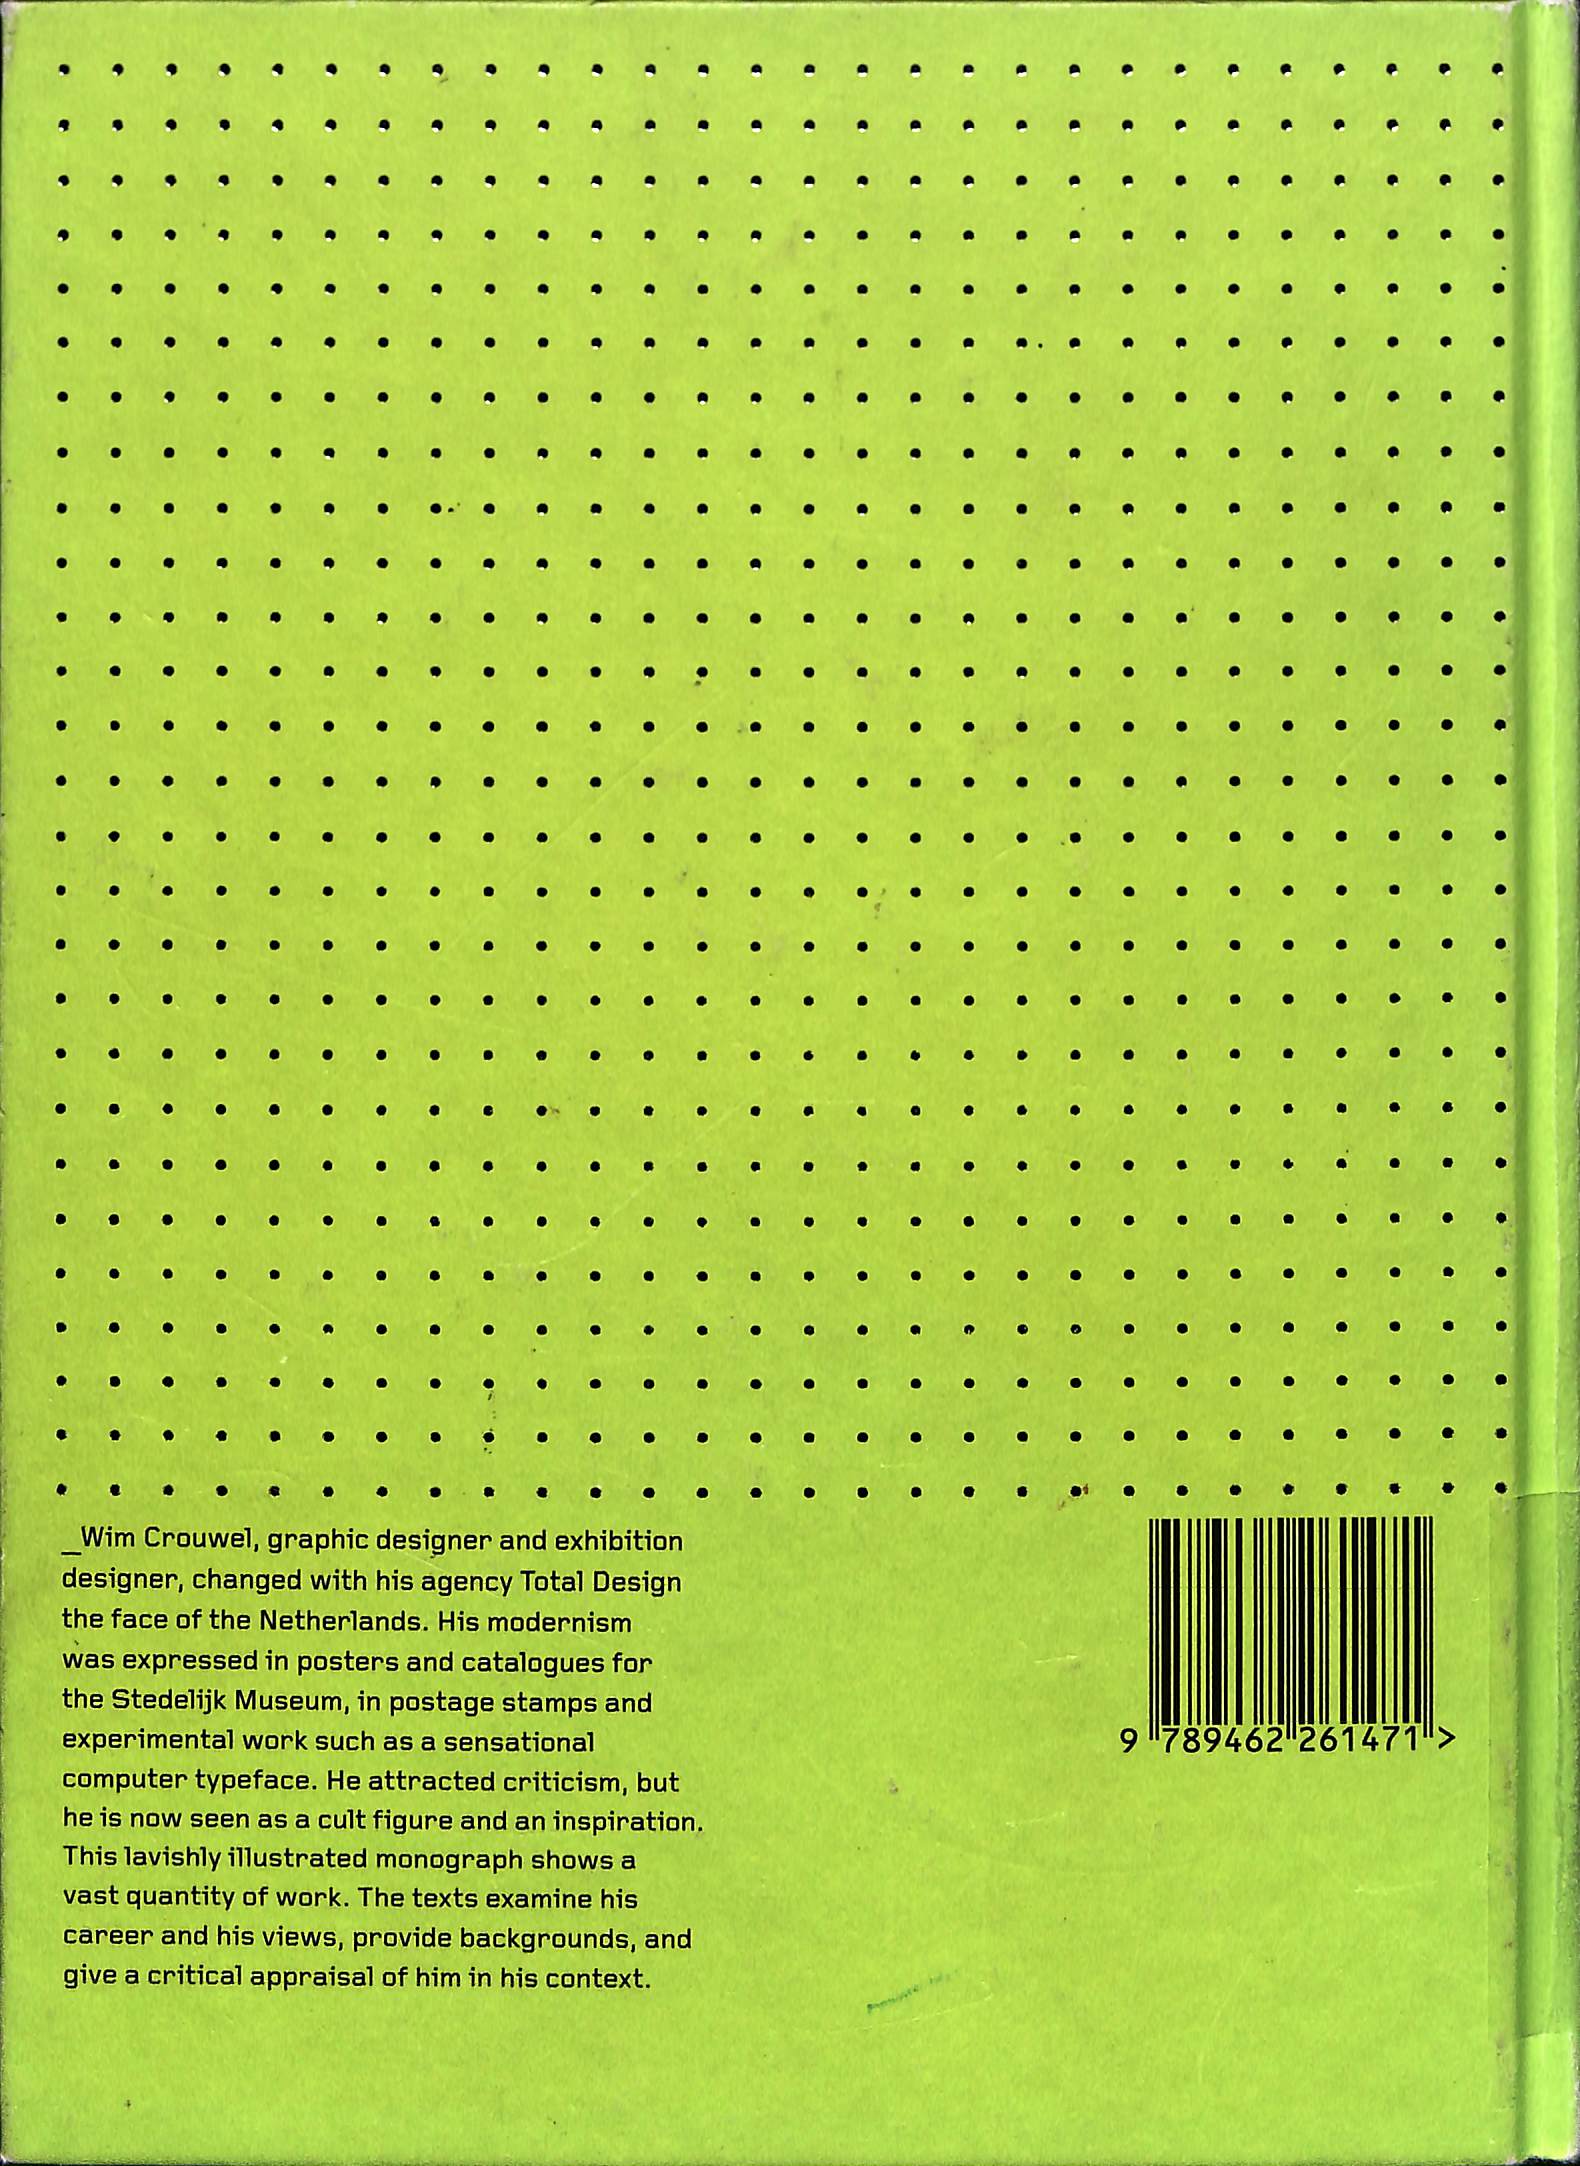 _Wim Crouwel, graphic designer and exhibition
designer, changed with his agency Total Design
the face of the Netherlands. His modernism
was expressed in posters and catalogues for
the Stedelijk Museum, in postage stamps and
experimental work such as a sensational
computer typeface. He attracted criticism, but
he is now seen as a cult figure and an inspiration.
This lavishly illustrated monograph shows a
vast quantity of work. The texts examine his
career and his views, provide backgrounds, and
give a critical appraisal of him in his context.
9 789462 261471 >